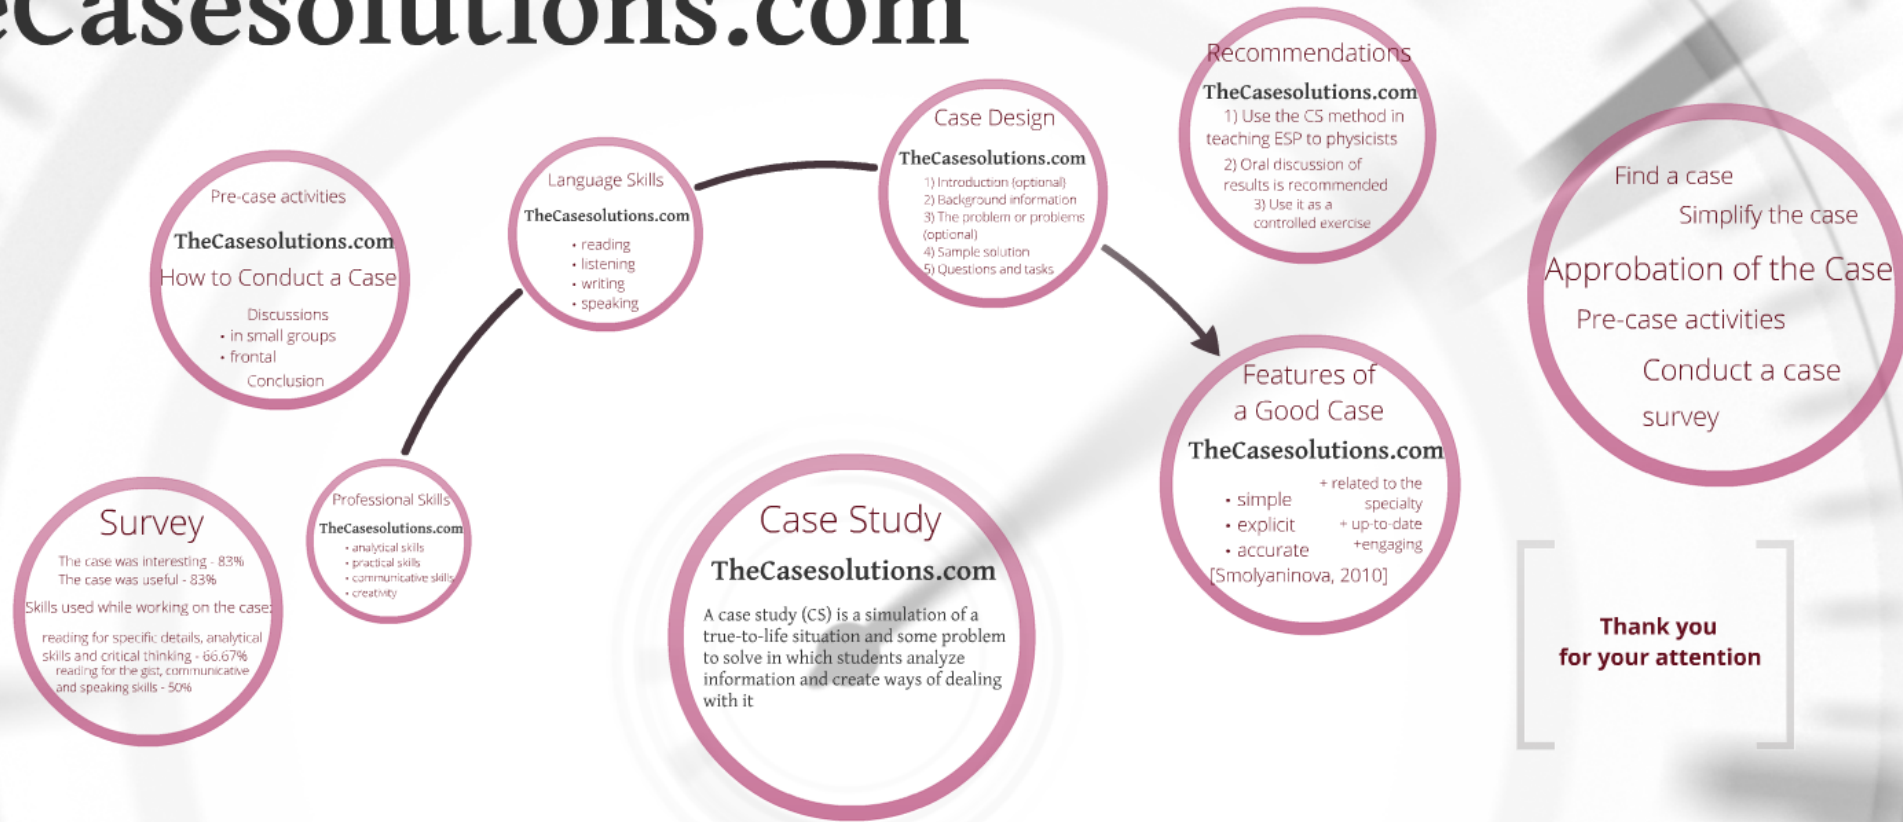 eCasesolutions.com
Pre-case activities
TheCasesolutions.com
How to Conduct a Case
Discussions
• in small groups
• frontal
Conclusion
Survey
The case was interesting - 83%
The case was useful - 83%
Skills used while working on the case:
reading for specific details, analytical
skills and critical thinking - 66.67%
reading for the gist, communicative
and speaking skills - 50%
Professional Skills
TheCasesolutions.com
• analytical skills
• practical skills
• communicative skills
• creativity
Language Skills
TheCasesolutions.com
• reading
• listening
• writing
• speaking
Case Design
TheCasesolutions.com
1) Introduction (optional)
2) Background information
3) The problem or problems
(optional)
4) Sample solution
5) Questions and tasks
Case Study
TheCasesolutions.com
A case study (CS) is a simulation of a
true-to-life situation and some problem
to solve in which students analyze
information and create ways of dealing
with it
Recommendations
TheCasesolutions.com
1) Use the CS method in
teaching ESP to physicists
2) Oral discussion of
results is recommended
3) Use it as a
controlled exercise
Features of
a Good Case
TheCasesolutions.com
• simple
• explicit
• accurate
+ related to the
specialty
+ up-to-date
+engaging
[Smolyaninova, 2010]
Find a case
Simplify the case
Approbation of the Case
Pre-case activities
Conduct a case
survey
Thank you
for your attention